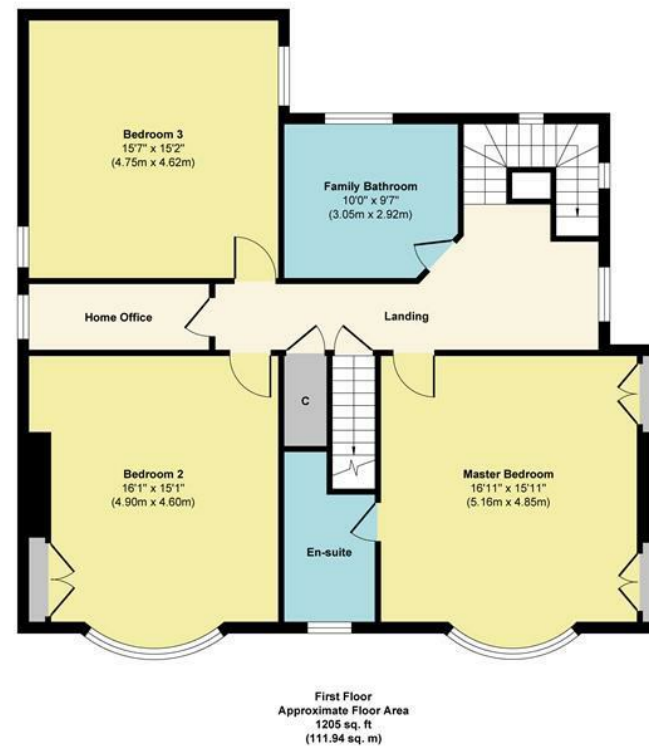 Bedroom 3
15'7" x 15'2"
(4.75m x 4.62m)
Family Bathroom
10'0" x 9'7"
(3.05m x 2.92m)
Home Office
Landing
C
Bedroom 2
16'1" x 15'1"
(4.90m x 4.60m)
Master Bedroom
16'11" x 15'11"
(5.16m x 4.85m)
En-suite
First Floor
Approximate Floor Area
1205 sq. ft
(111.94 sq. m)